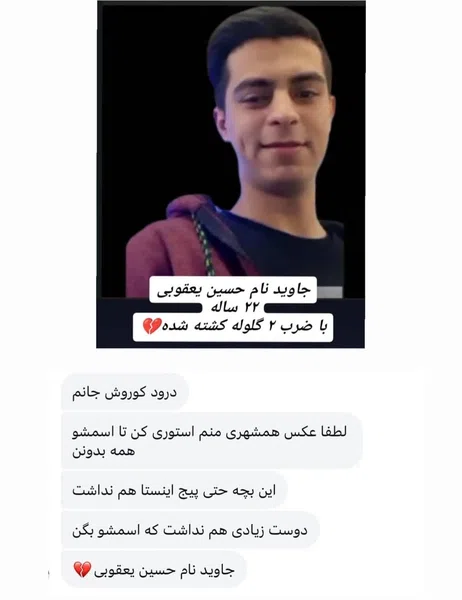 جاوید نام حسین یعقوبی
۲۲ ساله
با ضرب ۲ گلوله کشته شده💔
درود کوروش جانم
لطفا عکس همشهری منم استوری کن تا اسمشو
همه بدونن
این بچه حتی پیج اینستا هم نداشت
دوست زیادی هم نداشت که اسمشو بگن
جاوید نام حسین یعقوبی💔